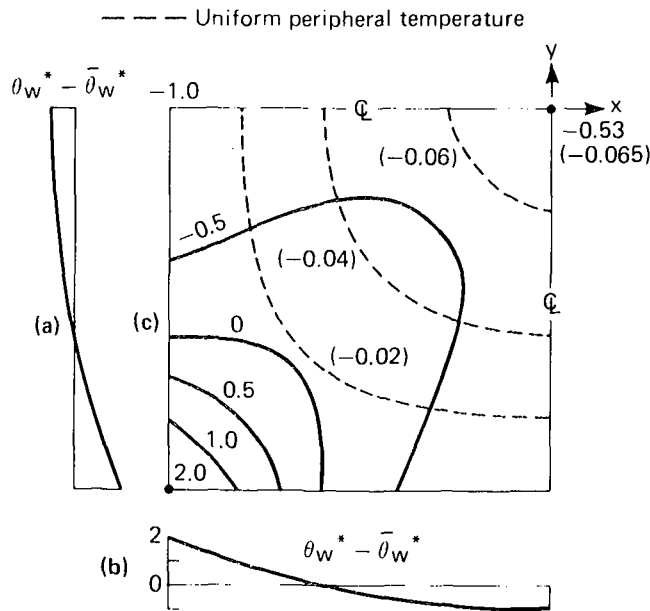 — — — Uniform peripheral temperature
y
θw* − θ̄w*
−1.0
℄
x
−0.53
(−0.065)
(−0.06)
−0.5
(−0.04)
℄
(a)
(c)
0
(−0.02)
0.5
1.0
2.0
2
θw* − θ̄w*
(b)
0